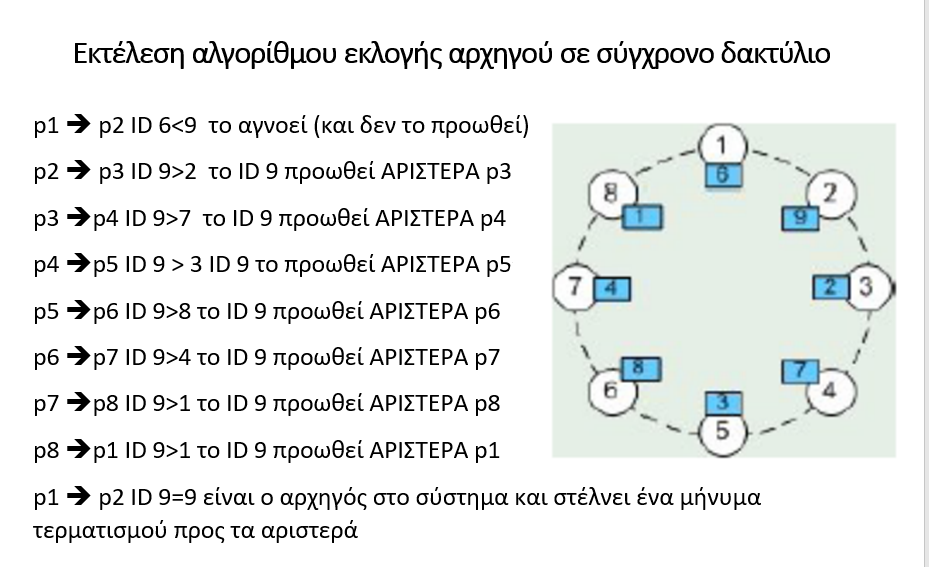 Εκτέλεση αλγορίθμου εκλογής αρχηγού σε σύγχρονο δακτύλιο
p1 ➔ p2 ID 6<9 το αγνοεί (και δεν το προωθεί)
p2 ➔ p3 ID 9>2 το ID 9 προωθεί ΑΡΙΣΤΕΡΑ p3
p3 ➔p4 ID 9>7 το ID 9 προωθεί ΑΡΙΣΤΕΡΑ p4
p4 ➔p5 ID 9 > 3 ID 9 το προωθεί ΑΡΙΣΤΕΡΑ p5
p5 ➔p6 ID 9>8 το ID 9 προωθεί ΑΡΙΣΤΕΡΑ p6
p6 ➔p7 ID 9>4 το ID 9 προωθεί ΑΡΙΣΤΕΡΑ p7
p7 ➔p8 ID 9>1 το ID 9 προωθεί ΑΡΙΣΤΕΡΑ p8
p8 ➔p1 ID 9>1 το ID 9 προωθεί ΑΡΙΣΤΕΡΑ p1
p1 ➔ p2 ID 9=9 είναι ο αρχηγός στο σύστημα και στέλνει ένα μήνυμα
τερματισμού προς τα αριστερά
1
6
8
2
1
9
7
4
2
3
8
7
6
4
3
5